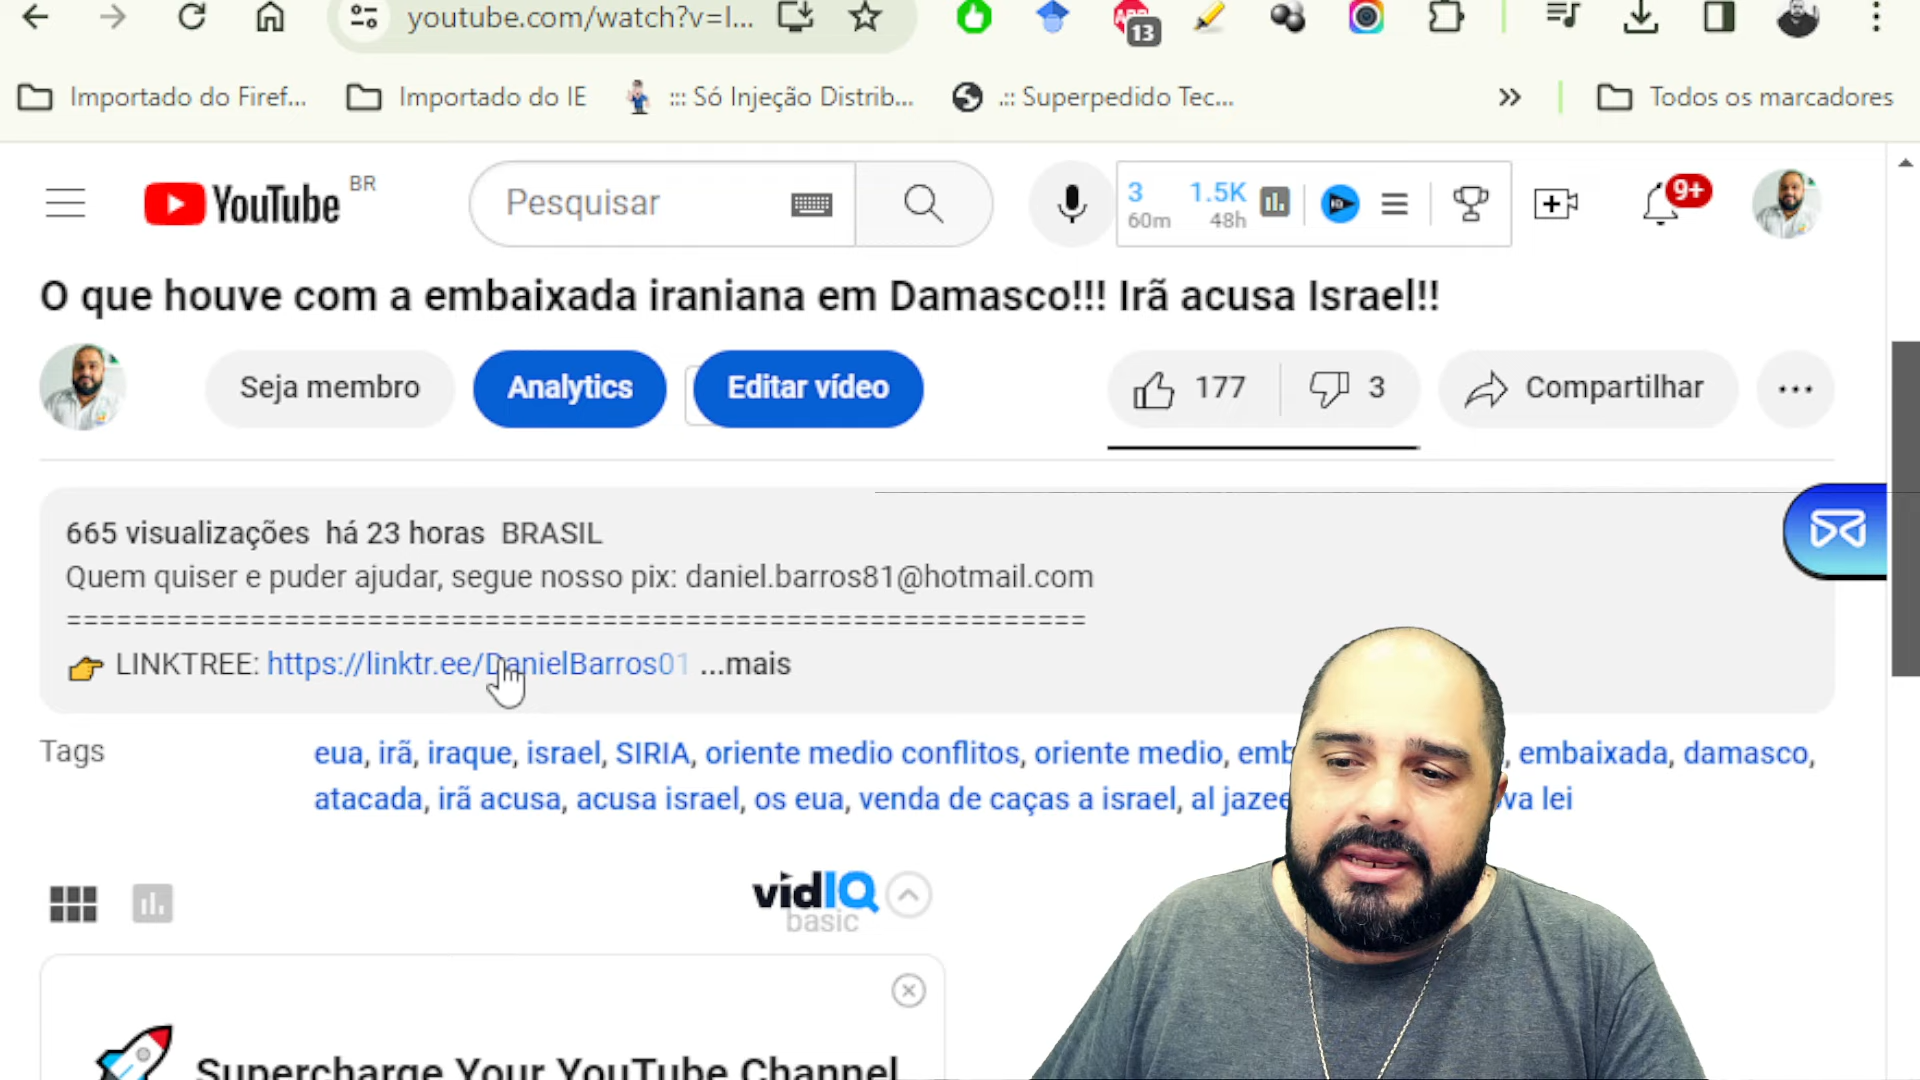 youtube.com/watch?v=l...
13
Importado do Firef...
Importado do IE
::: Só Injeção Distrib...
.:: Superpedido Tec...
Todos os marcadores
YouTube BR
Pesquisar
3 1.5K
60m 48h
9+
O que houve com a embaixada iraniana em Damasco!!! Irã acusa Israel!!
Seja membro
Analytics
Editar vídeo
177
3
Compartilhar
665 visualizações há 23 horas BRASIL
Quem quiser e puder ajudar, segue nosso pix: daniel.barros81@hotmail.com
=============================================================
👉 LINKTREE: https://linktr.ee/DanielBarros01 ...mais
Tags
eua, irã, iraque, israel, SIRIA, oriente medio conflitos, oriente medio, emb , embaixada, damasco,
atacada, irã acusa, acusa israel, os eua, venda de caças a israel, al jazee va lei
vidIQ
basic
Supercharge Your YouTube Channel